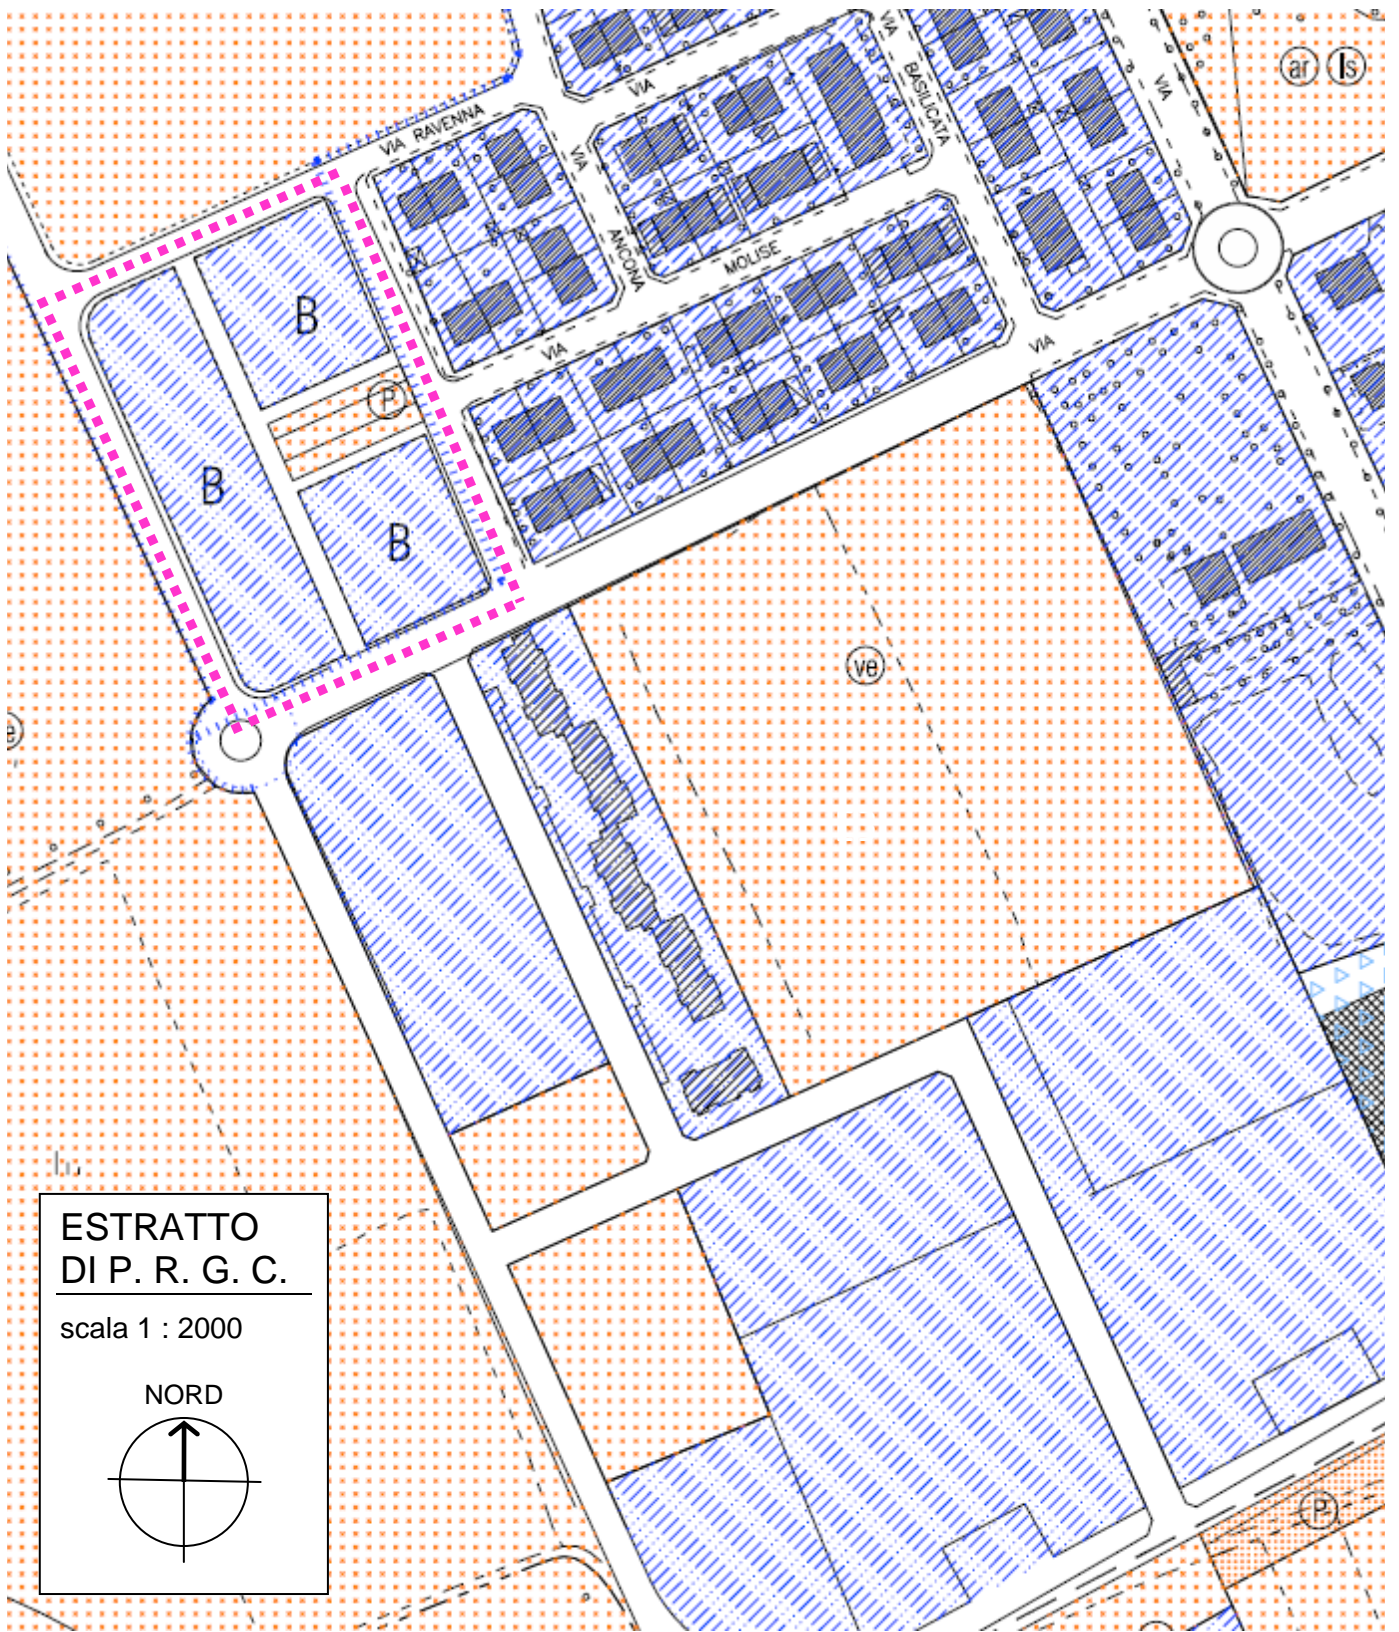 ar
ls
VIA
BASILICATA
VIA
VIA
VIA RAVENNA
VIA
ANCONA
MOLISE
VIA
VIA
B
P
B
B
ve
e
P
ESTRATTO
DI P. R. G. C.
scala 1 : 2000
NORD